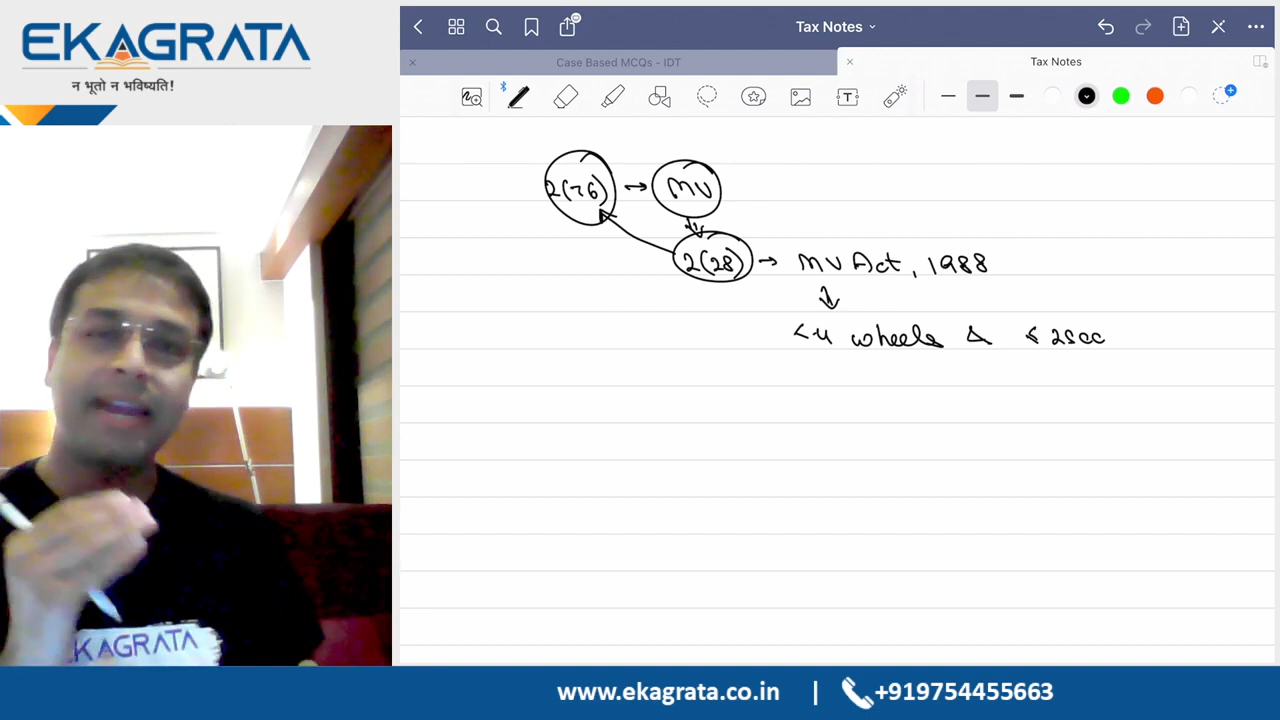 EKAGRATA
न भूतो न भविष्यति!
Tax Notes
Case Based MCQs - IDT
Tax Notes
2(76) → MV
2(28) → MV Act, 1988
<4 wheels & ≤ 25cc
EKAGRATA
www.ekagrata.co.in | +919754455663